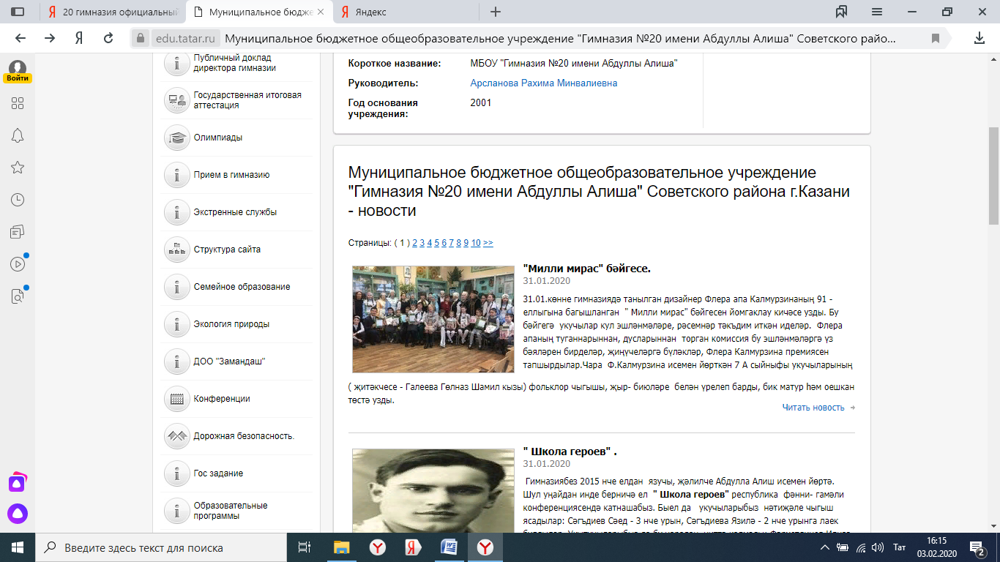 20 гимназия официальный
Муниципальное бюдже
Яндекс
edu.tatar.ru Муниципальное бюджетное общеобразовательное учреждение "Гимназия №20 имени Абдуллы Алиша" Советского райо...
Войти
Публичный доклад
директора гимназии
Государственная итоговая
аттестация
Олимпиады
Прием в гимназию
Экстренные службы
Структура сайта
Семейное образование
Экология природы
ДОО "Замандаш"
Конференции
Дорожная безопасность.
Гос задание
Образовательные
программы
Короткое название: МБОУ "Гимназия №20 имени Абдуллы Алиша"
Руководитель: Арсланова Рахима Минвалиевна
Год основания 2001
учреждения:
Муниципальное бюджетное общеобразовательное учреждение
"Гимназия №20 имени Абдуллы Алиша" Советского района г.Казани
- новости
Страницы: ( 1 ) 2 3 4 5 6 7 8 9 10 >>
"Милли мирас" бәйгесе.
31.01.2020
31.01.көнне гимназиядә танылган дизайнер Флера апа Калмурзинаның 91 -
еллыгына багышланган " Милли мирас" бәйгесен йомгаклау кичәсе узды. Бу
бәйгегә укучылар кул эшләнмәләре, рәсемнәр тәкъдим иткән иделәр. Флера
апаның туганнарыннан, дусларыннан торган комиссия бу эшләнмәләргә үз
бәяләрен бирделәр, җиңүчеләргә бүләкләр, Флера Калмурзина премиясен
тапшырдылар.Чара Ф.Калмурзина исемен йөрткән 7 А сыйныфы укучыларының
( җитәкчесе - Галеева Гөлназ Шамил кызы) фольклор чыгышы, җыр- биюләре белән үрелеп барды, бик матур һәм оешкан
төстә узды.
Читать новость
" Школа героев" .
31.01.2020
Гимназиябез 2015 нче елдан язучы, җәлилче Абдулла Алиш исемен йөртә.
Шул уңайдан инде берничә ел " Школа героев" республика фәнни- гамәли
конференциясендә катнашабыз. Быел да укучыларыбыз нәтиҗәле чыгыш
ясадылар: Сәгъдиев Сәед - 3 нче урын, Сәгъдиева Язилә - 2 нче урынга лаек
Введите здесь текст для поиска
Тат
16:15
03.02.2020
2